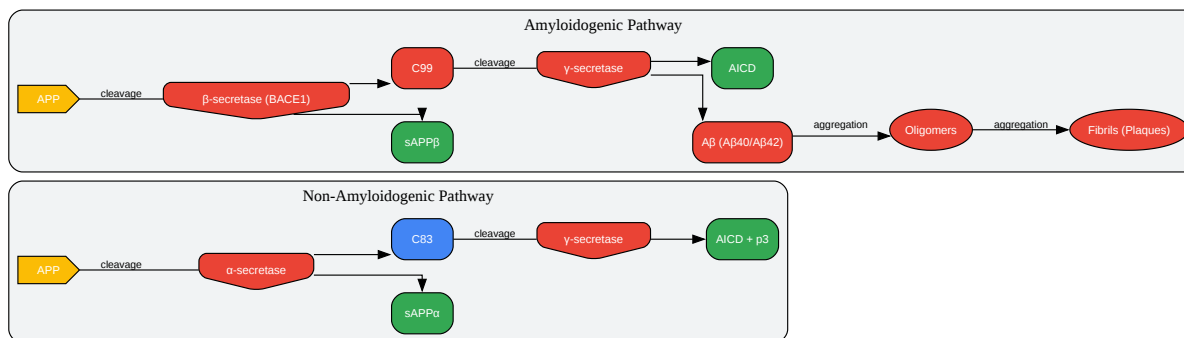 Amyloidogenic Pathway
APP
cleavage
β-secretase (BACE1)
C99
sAPPβ
cleavage
γ-secretase
AICD
Aβ (Aβ40/Aβ42)
aggregation
Oligomers
aggregation
Fibrils (Plaques)
Non-Amyloidogenic Pathway
APP
cleavage
α-secretase
C83
sAPPα
cleavage
γ-secretase
AICD + p3